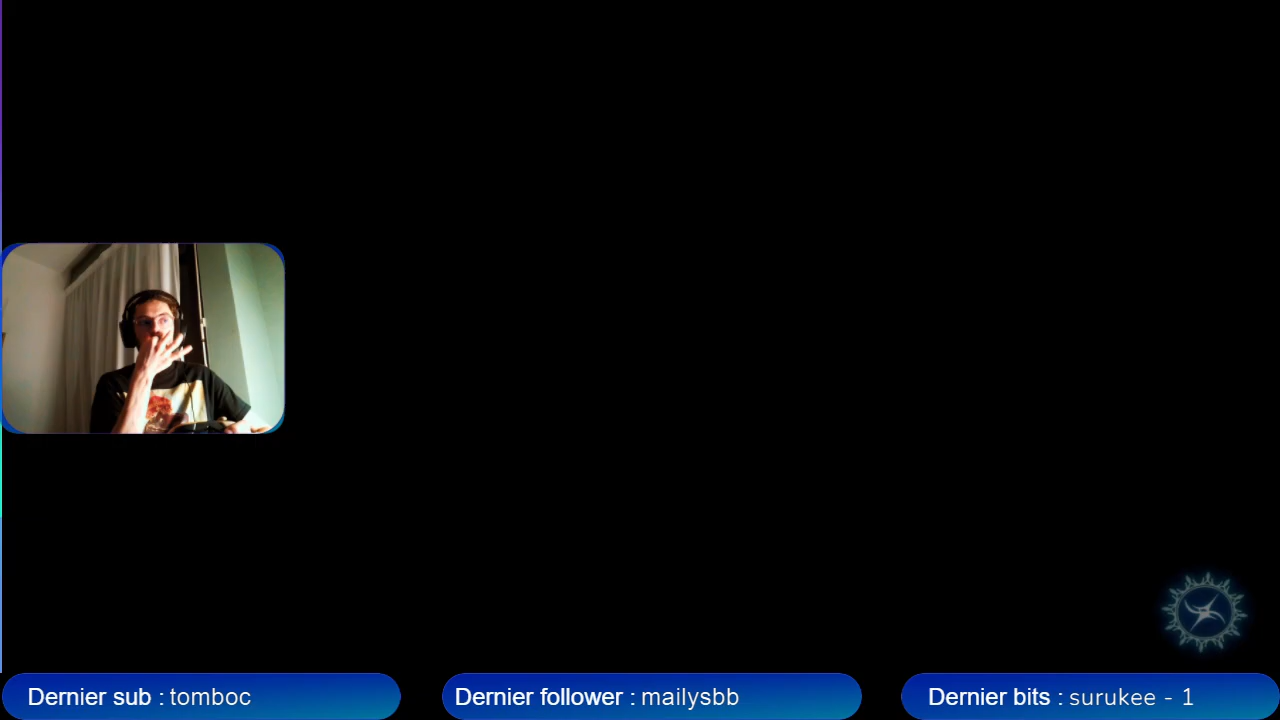 Dernier sub : tomboc
Dernier follower : mailysbb
Dernier bits : surukee - 1